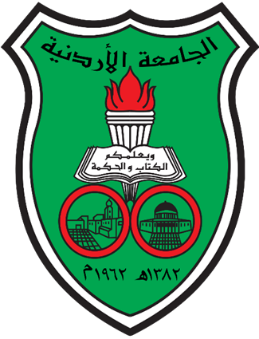 الجامعة الأردنية
ويعلمكم
الكتاب والحكمة
١٣٨٢هـ ١٩٦٢م